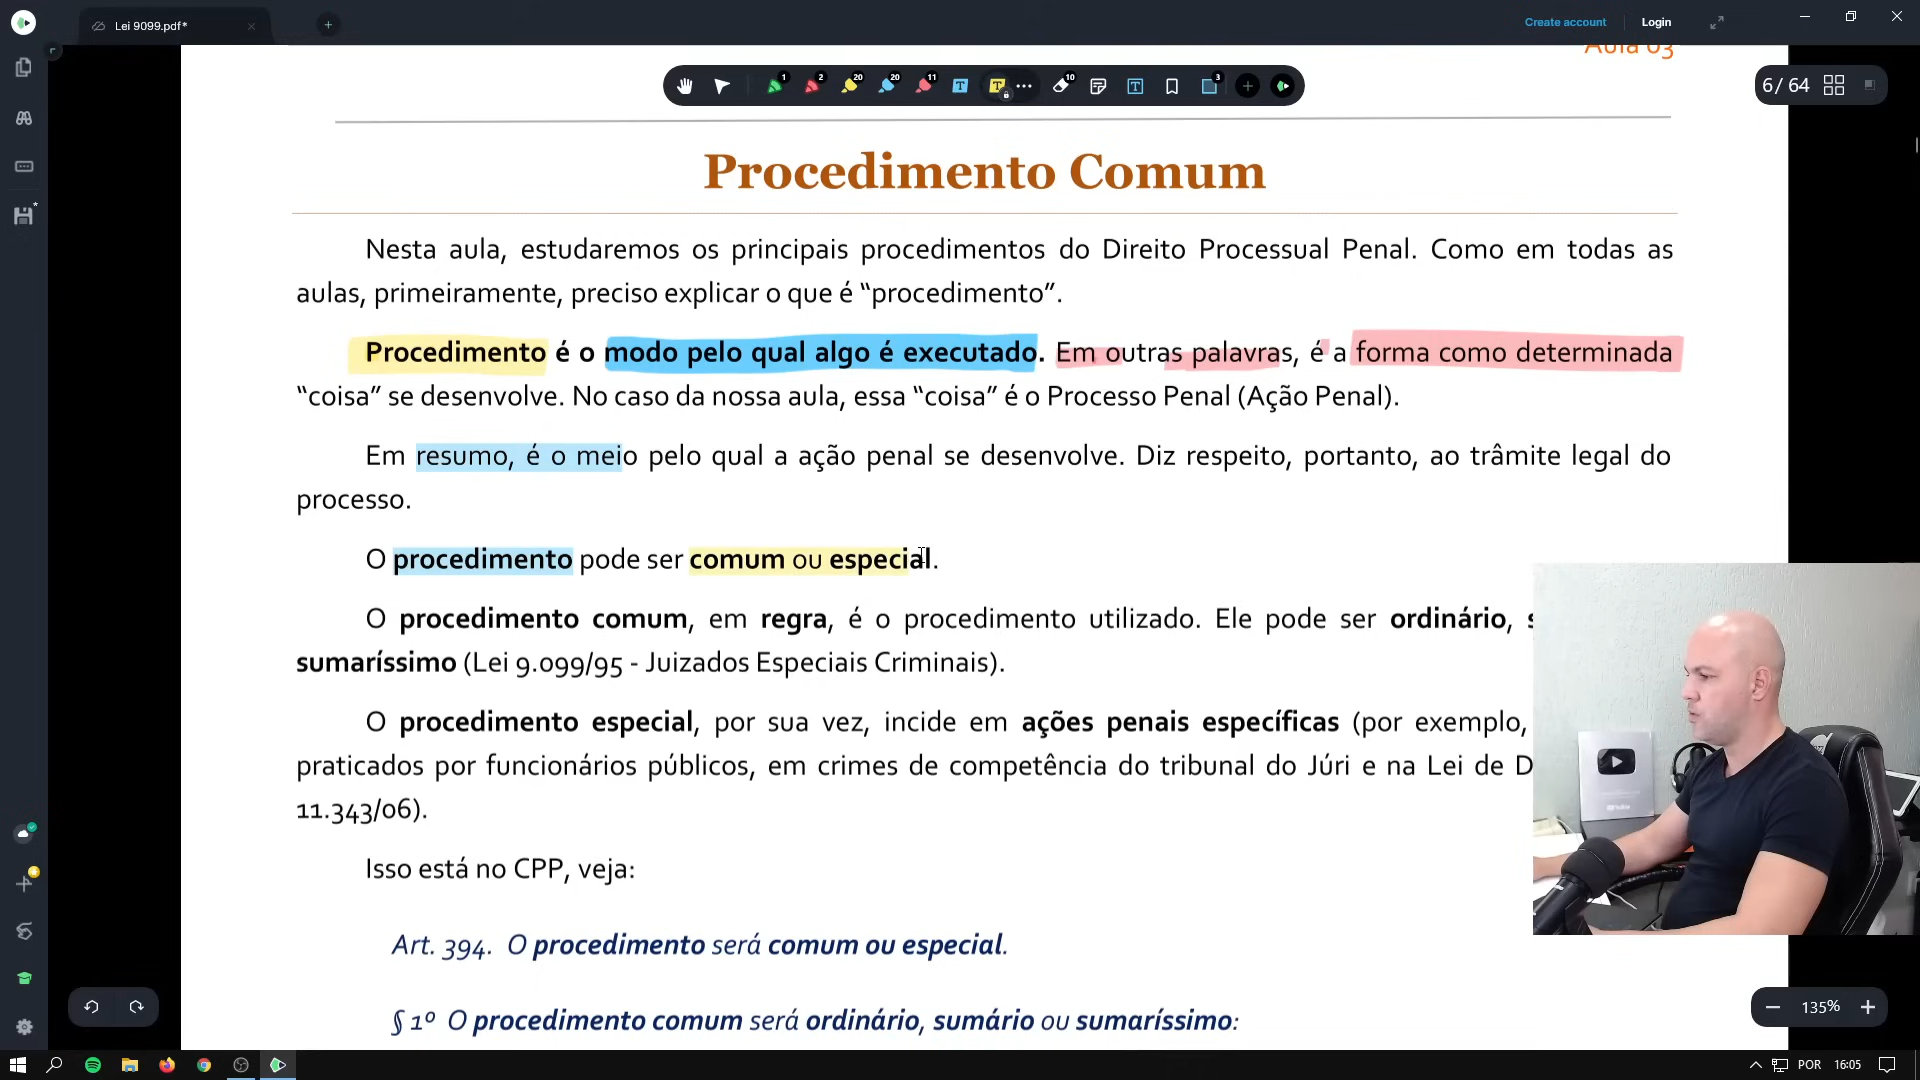 Lei 9099.pdf*
Create account
Login
Aula 03
1
2
20
20
11
10
3
6 / 64
Procedimento Comum
Nesta aula, estudaremos os principais procedimentos do Direito Processual Penal. Como em todas as
aulas, primeiramente, preciso explicar o que é “procedimento”.
Procedimento é o modo pelo qual algo é executado. Em outras palavras, é a forma como determinada
“coisa” se desenvolve. No caso da nossa aula, essa “coisa” é o Processo Penal (Ação Penal).
Em resumo, é o meio pelo qual a ação penal se desenvolve. Diz respeito, portanto, ao trâmite legal do
processo.
O procedimento pode ser comum ou especial.
O procedimento comum, em regra, é o procedimento utilizado. Ele pode ser ordinário,
sumaríssimo (Lei 9.099/95 - Juizados Especiais Criminais).
O procedimento especial, por sua vez, incide em ações penais específicas (por exemplo,
praticados por funcionários públicos, em crimes de competência do tribunal do Júri e na Lei de D
11.343/06).
Isso está no CPP, veja:
Art. 394. O procedimento será comum ou especial.
§ 1º O procedimento comum será ordinário, sumário ou sumaríssimo:
135%
POR
16:05